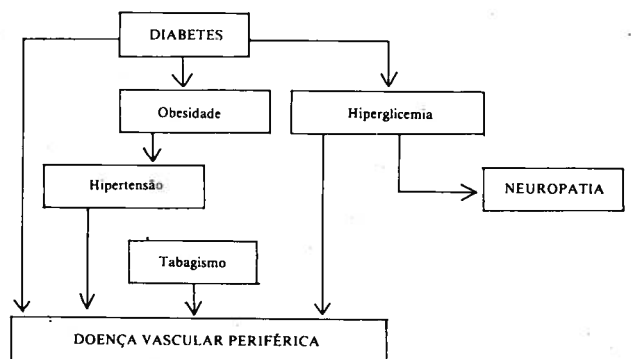 DIABETES
Obesidade
Hiperglicemia
Hipertensão
NEUROPATIA
Tabagismo
DOENÇA VASCULAR PERIFÉRICA